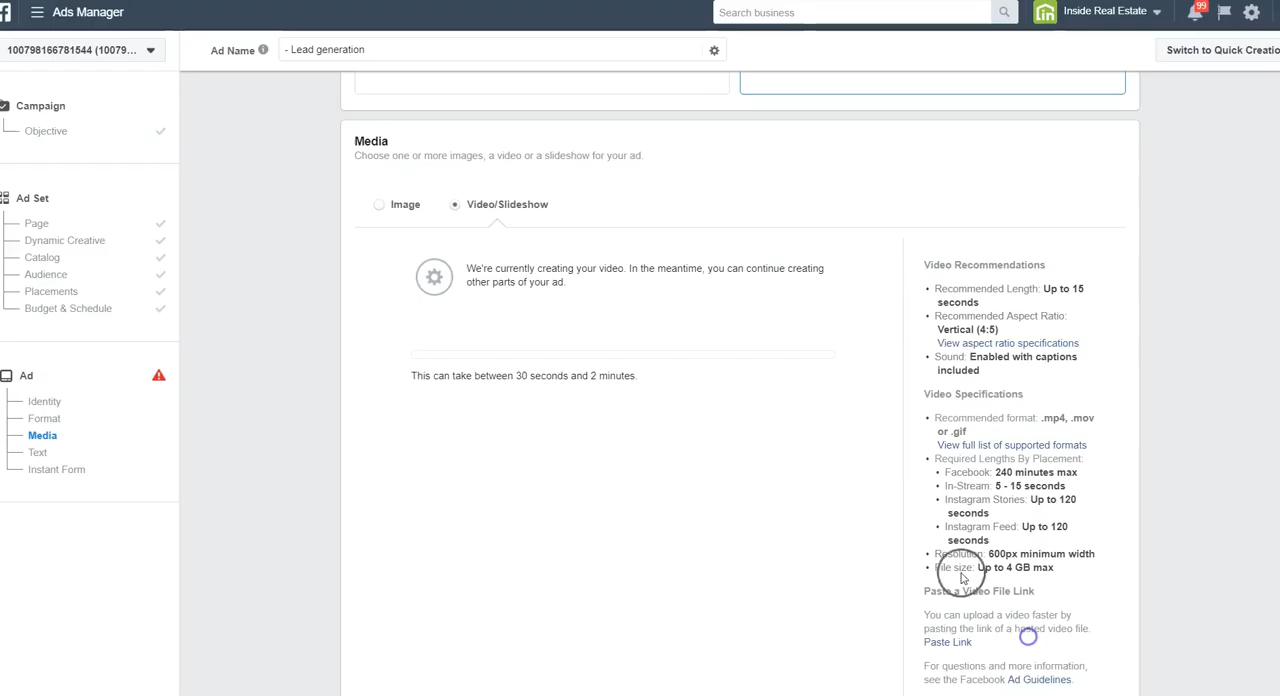 Ads Manager
Search business
Inside Real Estate
99
100798166781544 (10079...
Ad Name
- Lead generation
Switch to Quick Creatio
Campaign
Objective
Ad Set
Page
Dynamic Creative
Catalog
Audience
Placements
Budget & Schedule
Ad
Identity
Format
Media
Text
Instant Form
Media
Choose one or more images, a video or a slideshow for your ad.
Image
Video/Slideshow
We're currently creating your video. In the meantime, you can continue creating
other parts of your ad.
This can take between 30 seconds and 2 minutes.
Video Recommendations
• Recommended Length: Up to 15
seconds
• Recommended Aspect Ratio:
Vertical (4:5)
View aspect ratio specifications
• Sound: Enabled with captions
included
Video Specifications
• Recommended format: .mp4, .mov
or .gif
View full list of supported formats
• Required Lengths By Placement:
• Facebook: 240 minutes max
• In-Stream: 5 - 15 seconds
• Instagram Stories: Up to 120
seconds
• Instagram Feed: Up to 120
seconds
• Resolution: 600px minimum width
• File size: Up to 4 GB max
Paste a Video File Link
You can upload a video faster by
pasting the link of a hosted video file.
Paste Link
For questions and more information,
see the Facebook Ad Guidelines.